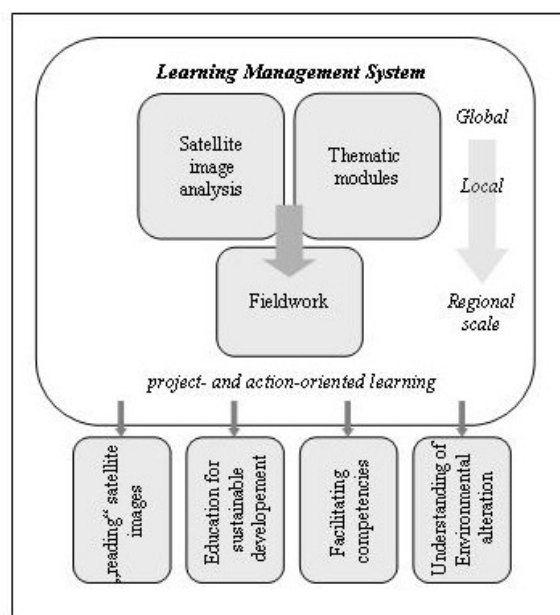 Learning Management System
Satellite
image
analysis
Thematic
modules
Global
Local
Fieldwork
Regional
scale
project- and action-oriented learning
„reading“ satellite
images
Education for
sustainable
developement
Facilitating
competencies
Understanding of
Environmental
alteration